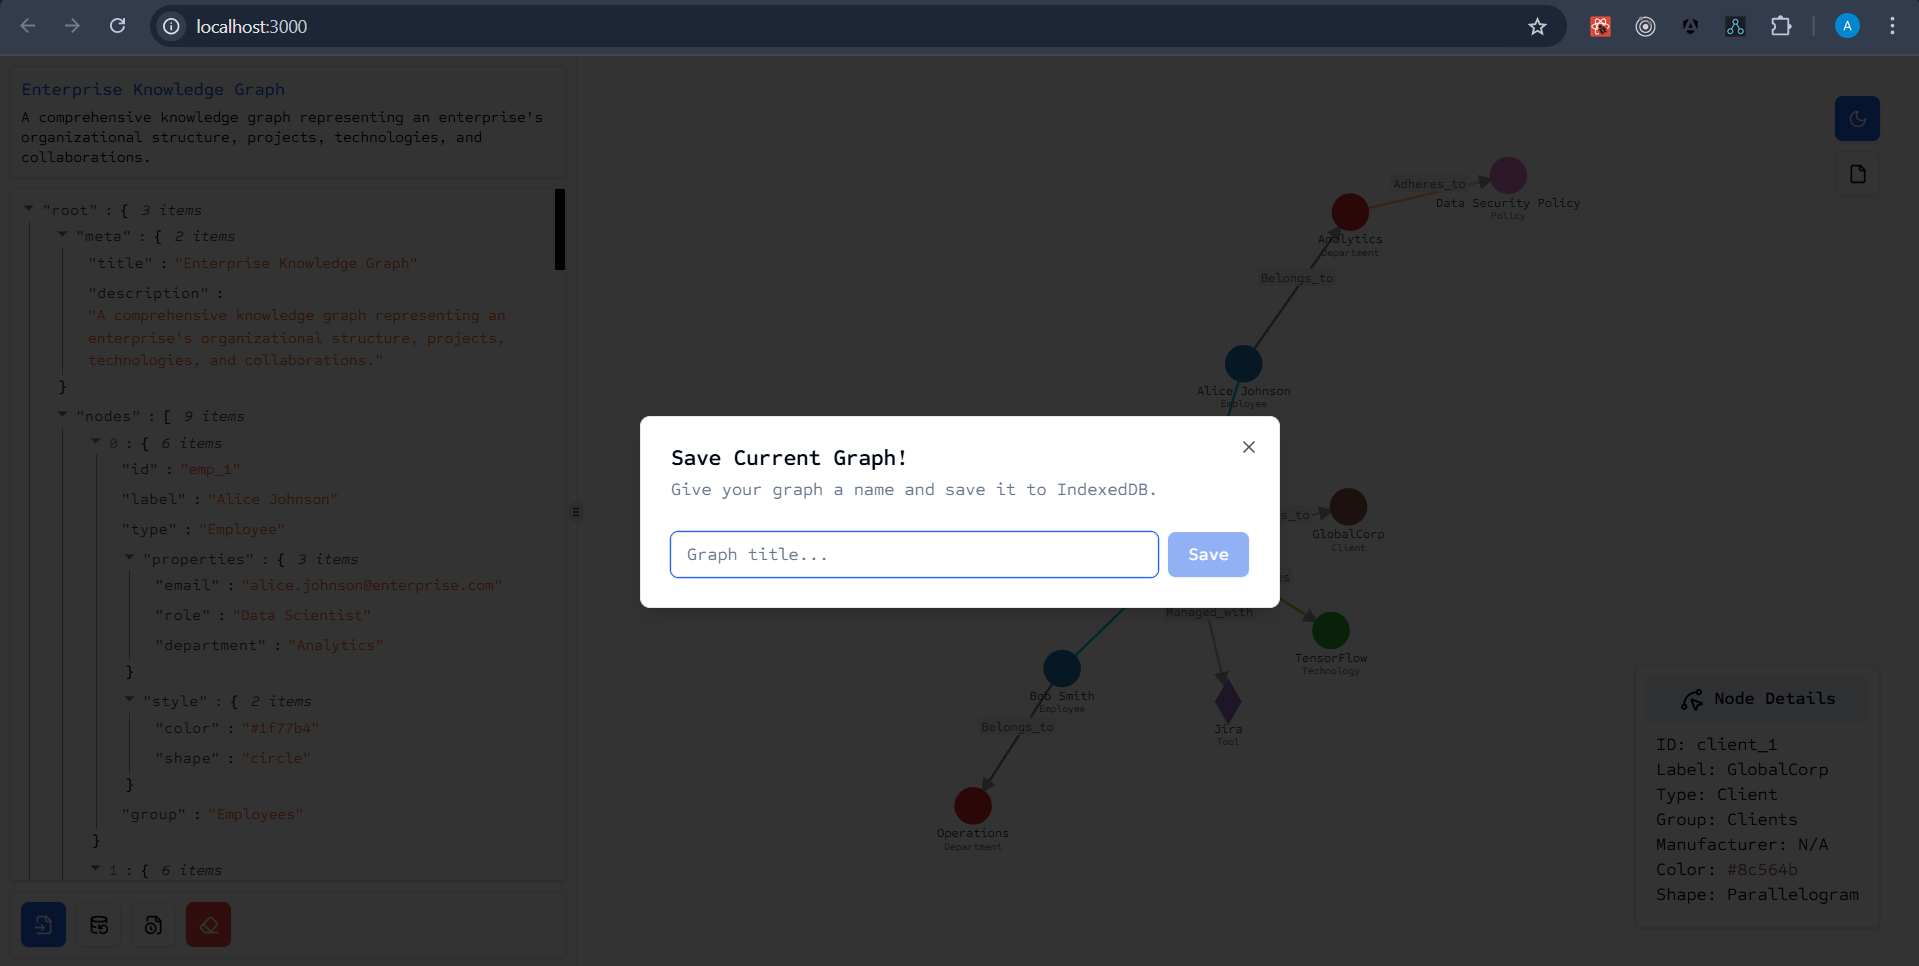 localhost:3000
A
Enterprise Knowledge Graph
A comprehensive knowledge graph representing an enterprise's
organizational structure, projects, technologies, and
collaborations.
"root" : { 3 items
"meta" : { 2 items
"title" : "Enterprise Knowledge Graph"
"description" :
"A comprehensive knowledge graph representing an
enterprise's organizational structure, projects,
technologies, and collaborations."
}
"nodes" : [ 9 items
0 : { 6 items
"id" : "emp_1"
"label" : "Alice Johnson"
"type" : "Employee"
"properties" : { 3 items
"email" : "alice.johnson@enterprise.com"
"role" : "Data Scientist"
"department" : "Analytics"
}
"style" : { 2 items
"color" : "#1f77b4"
"shape" : "circle"
}
"group" : "Employees"
}
1 : { 6 items
Adheres_to
Data Security Policy
Policy
Analytics
Department
Belongs_to
Alice Johnson
Employee
Save Current Graph!
Give your graph a name and save it to IndexedDB.
Graph title...
Save
s_to
GlobalCorp
Client
Managed_with
TensorFlow
Technology
Bob Smith
Employee
Belongs_to
Jira
Tool
Operations
Department
Node Details
ID: client_1
Label: GlobalCorp
Type: Client
Group: Clients
Manufacturer: N/A
Color: #8c564b
Shape: Parallelogram